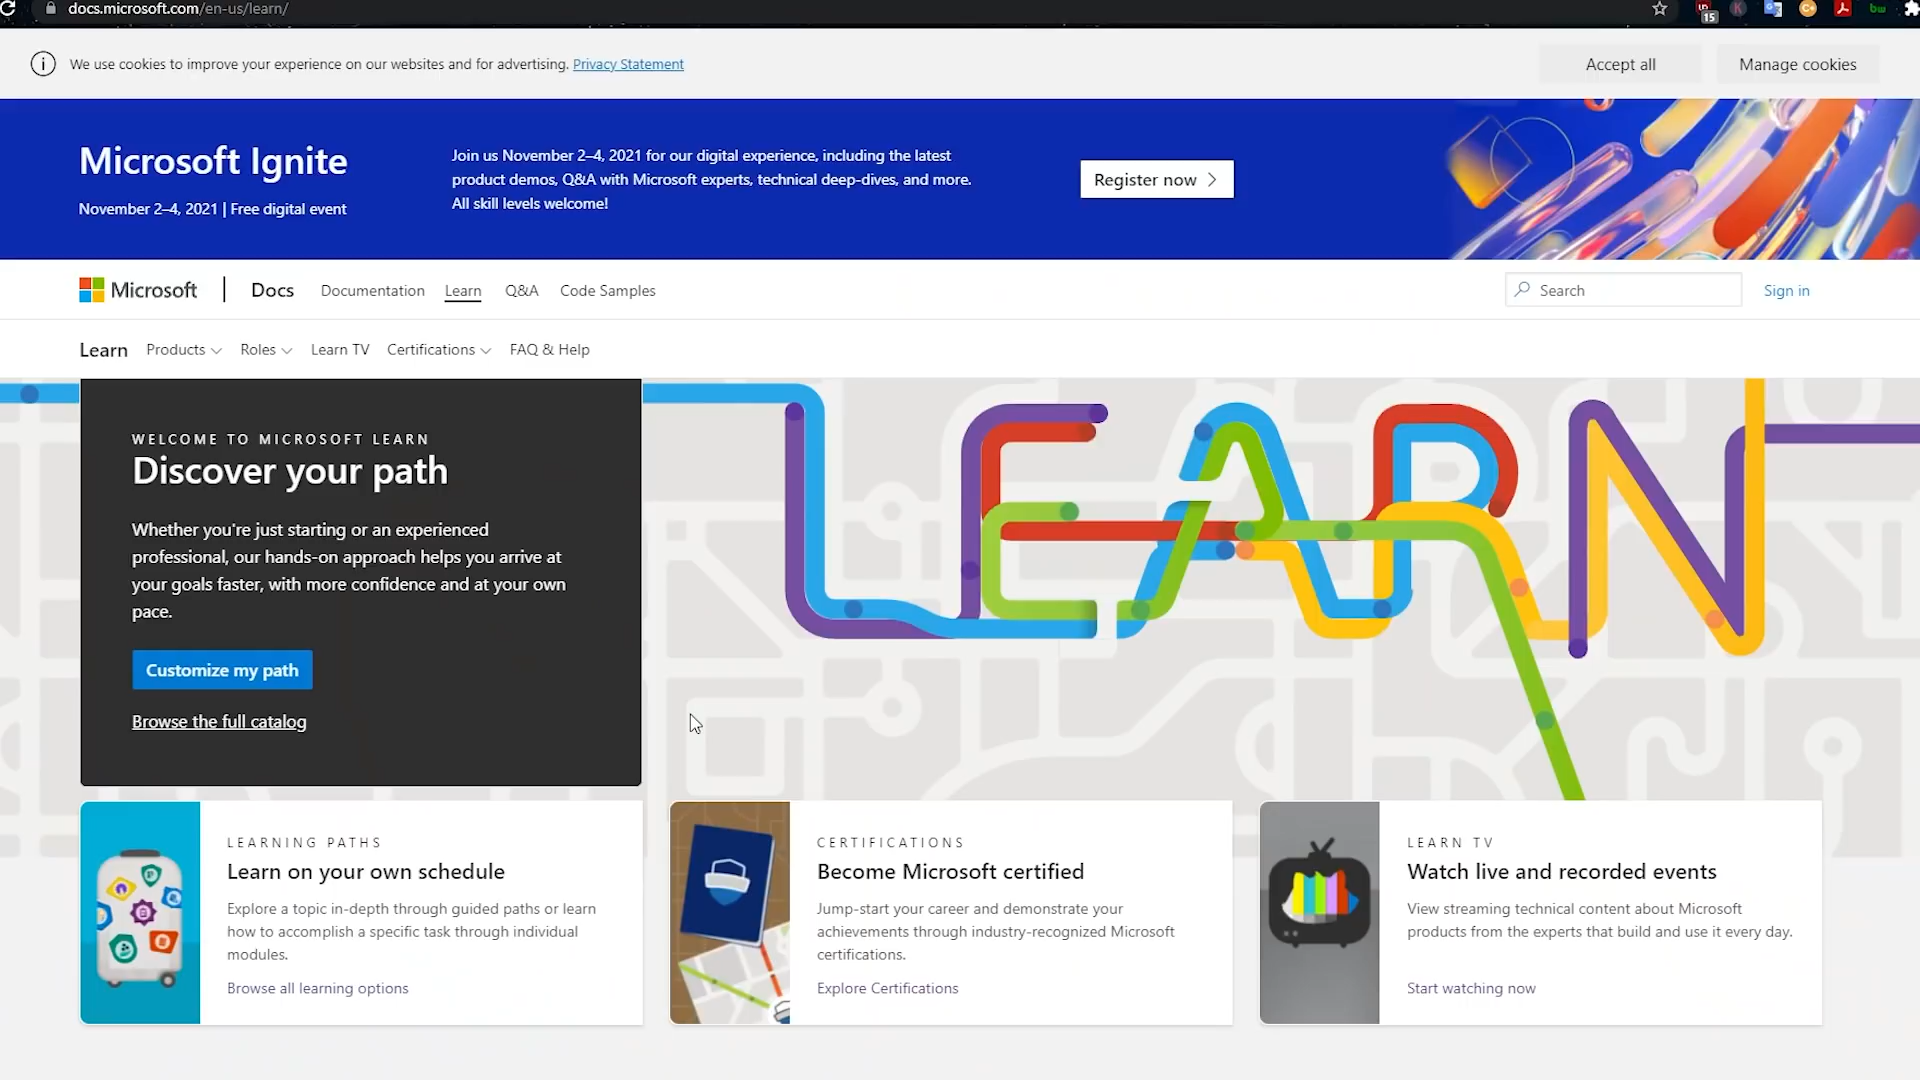 docs.microsoft.com/en-us/learn/
15
K
bw
We use cookies to improve your experience on our websites and for advertising. Privacy Statement
Accept all
Manage cookies
Microsoft Ignite
November 2–4, 2021 | Free digital event
Join us November 2–4, 2021 for our digital experience, including the latest
product demos, Q&A with Microsoft experts, technical deep-dives, and more.
All skill levels welcome!
Register now
Microsoft
Docs
Documentation
Learn
Q&A
Code Samples
Search
Sign in
Learn
Products
Roles
Learn TV
Certifications
FAQ & Help
WELCOME TO MICROSOFT LEARN
Discover your path
Whether you're just starting or an experienced
professional, our hands-on approach helps you arrive at
your goals faster, with more confidence and at your own
pace.
Customize my path
Browse the full catalog
LEARN
LEARNING PATHS
Learn on your own schedule
Explore a topic in-depth through guided paths or learn
how to accomplish a specific task through individual
modules.
Browse all learning options
CERTIFICATIONS
Become Microsoft certified
Jump-start your career and demonstrate your
achievements through industry-recognized Microsoft
certifications.
Explore Certifications
LEARN TV
Watch live and recorded events
View streaming technical content about Microsoft
products from the experts that build and use it every day.
Start watching now